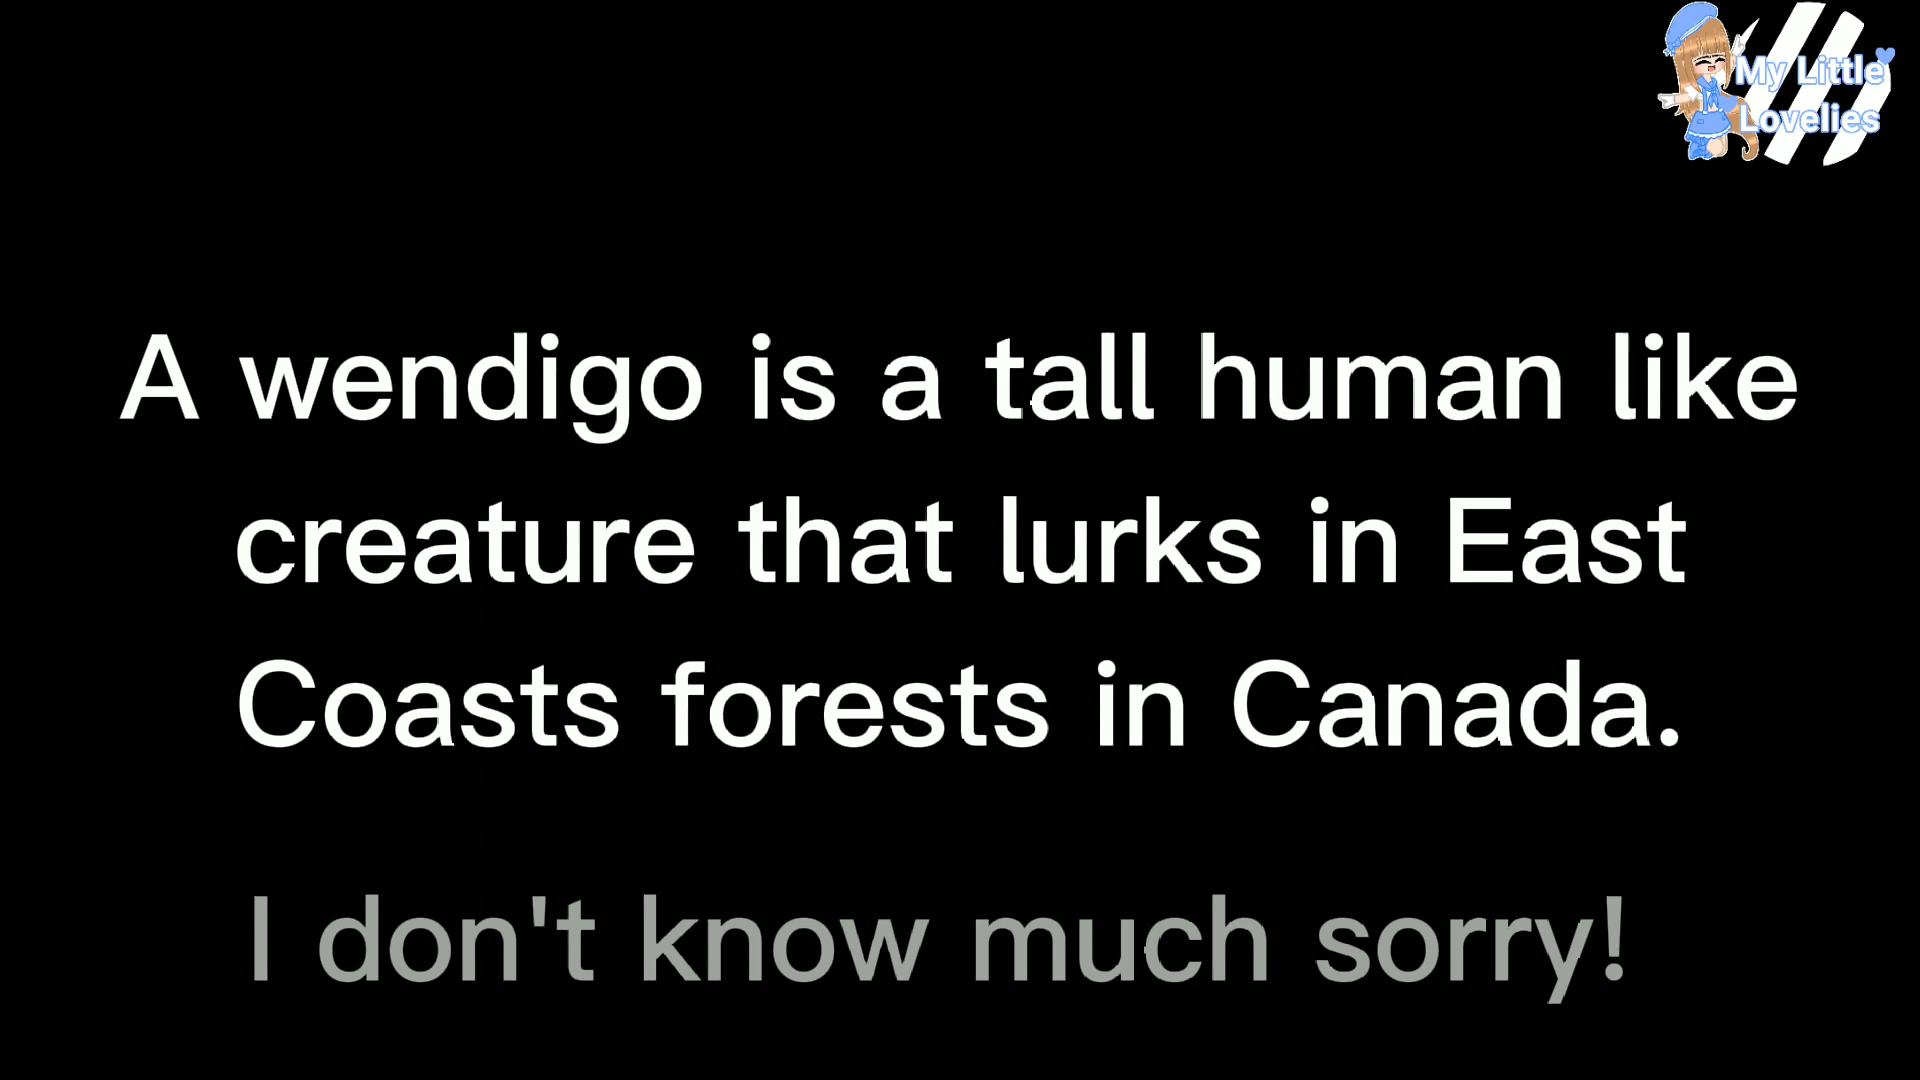 My Little
Lovelies
A wendigo is a tall human like
creature that lurks in East
Coasts forests in Canada.
I don't know much sorry!